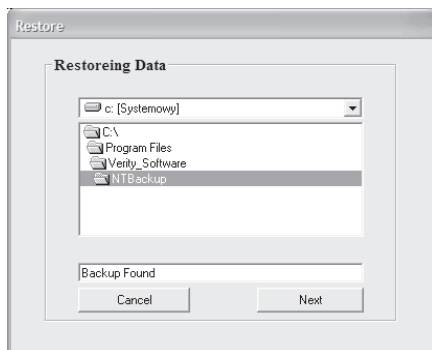 Restore
Restoreing Data
c: [Systemowy]
C:\
Program Files
Verity_Software
NTBackup
Backup Found
Cancel Next